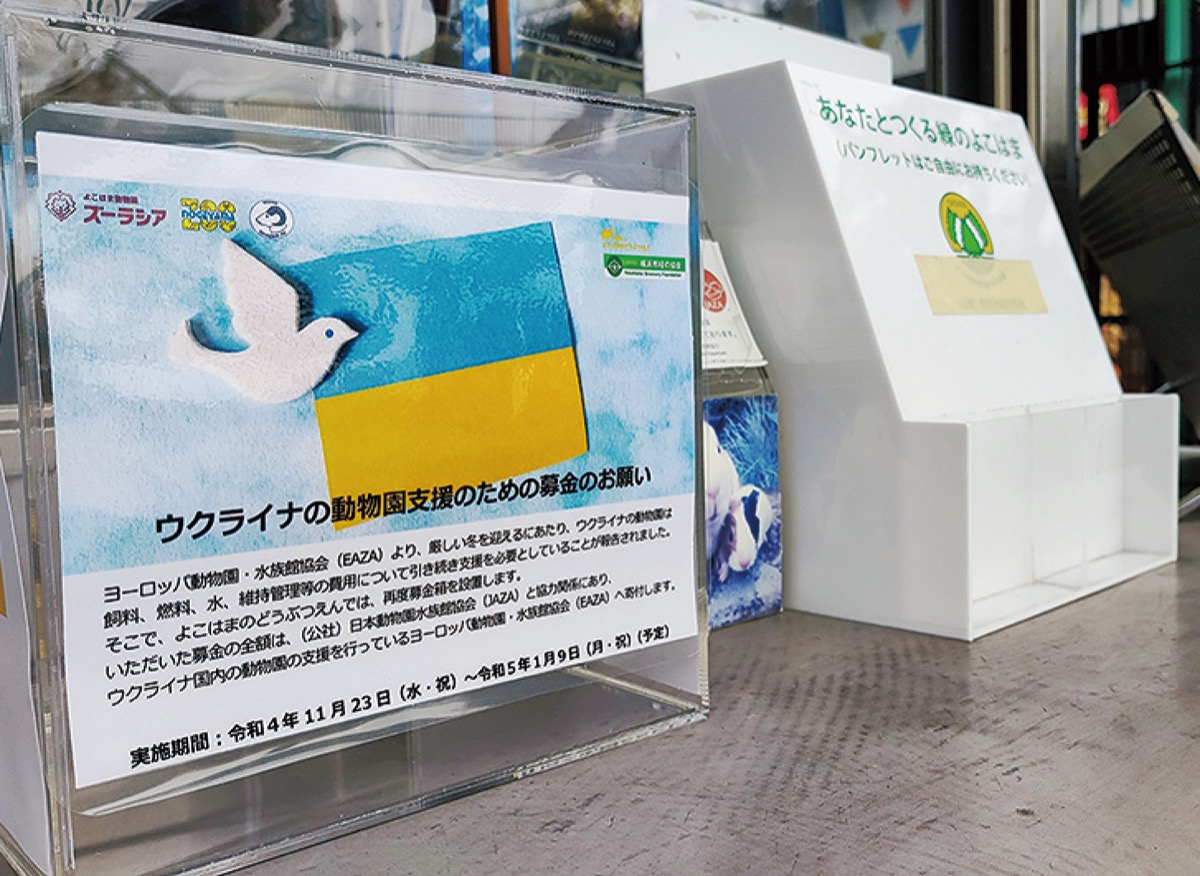 よこはま動物園
ズーラシア
ZOO
NOGEYAMA
横浜市緑の協会
Yokohama Greenery Foundation
ウクライナの動物園支援のための募金のお願い
ヨーロッパ動物園・水族館協会(EAZA)より、厳しい冬を迎えるにあたり、ウクライナの動物園は
飼料、燃料、水、維持管理等の費用について引き続き支援を必要としていることが報告されました。
そこで、よこはまのどうぶつえんでは、再度募金箱を設置します。
いただいた募金の全額は、(公社)日本動物園水族館協会(JAZA)と協力関係にあり、
ウクライナ国内の動物園の支援を行っているヨーロッパ動物園・水族館協会(EAZA)へ寄付します。
実施期間：令和4年11月23日(水・祝)～令和5年1月9日(月・祝)(予定)
JAZA
あなたとつくる緑のよこはま
(パンフレットはご自由にお持ちください)